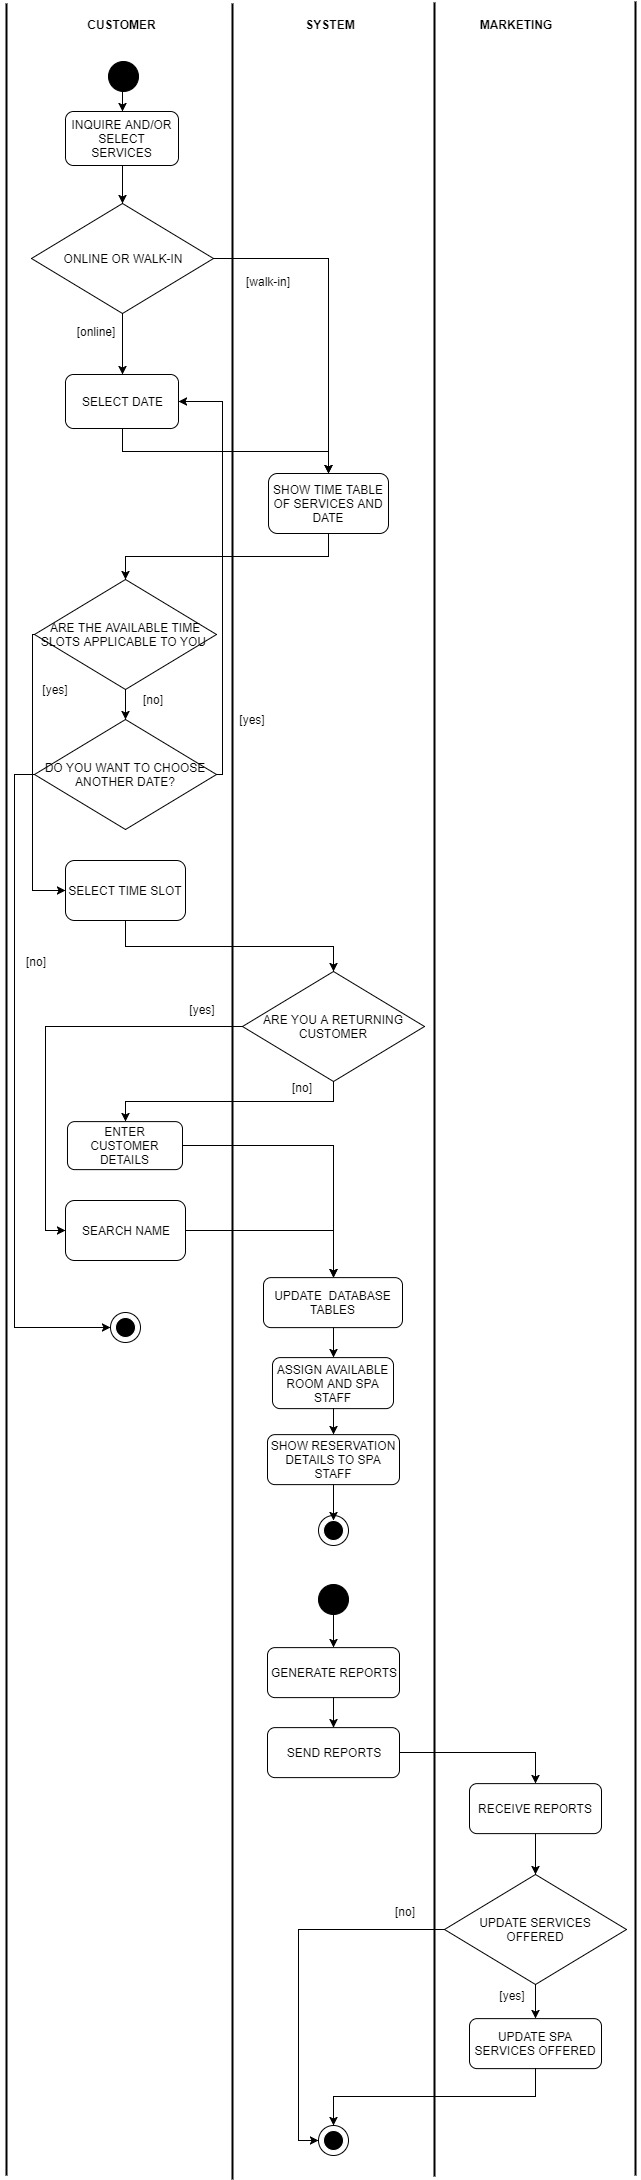 CUSTOMER
SYSTEM
MARKETING
INQUIRE AND/OR
SELECT
SERVICES
ONLINE OR WALK-IN
[walk-in]
[online]
SELECT DATE
SHOW TIME TABLE
OF SERVICES AND
DATE
ARE THE AVAILABLE TIME
SLOTS APPLICABLE TO YOU
[yes]
[no]
[yes]
DO YOU WANT TO CHOOSE
ANOTHER DATE?
SELECT TIME SLOT
[no]
[yes]
ARE YOU A RETURNING
CUSTOMER
[no]
ENTER
CUSTOMER
DETAILS
SEARCH NAME
UPDATE DATABASE
TABLES
ASSIGN AVAILABLE
ROOM AND SPA
STAFF
SHOW RESERVATION
DETAILS TO SPA
STAFF
GENERATE REPORTS
SEND REPORTS
RECEIVE REPORTS
[no]
UPDATE SERVICES
OFFERED
[yes]
UPDATE SPA
SERVICES OFFERED